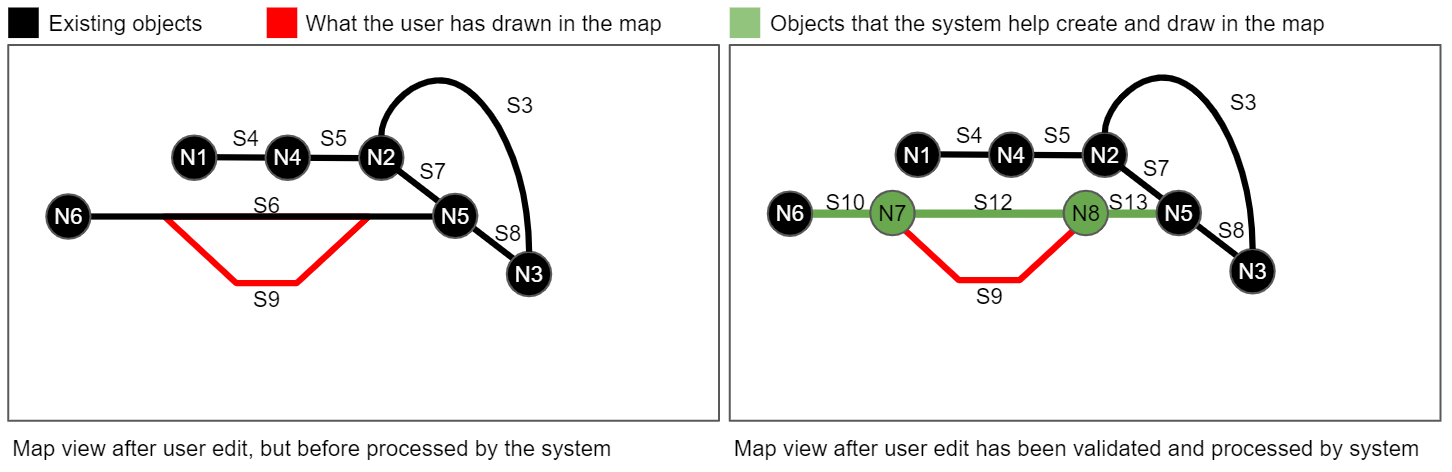 Existing objects
What the user has drawn in the map
Objects that the system help create and draw in the map
S3
S4
S5
N1
N4
N2
S7
N6
S6
N5
S8
N3
S9
Map view after user edit, but before processed by the system
S3
S4
S5
N1
N4
N2
S7
N6
S10
N7
S12
N8
S13
N5
S8
N3
S9
Map view after user edit has been validated and processed by system